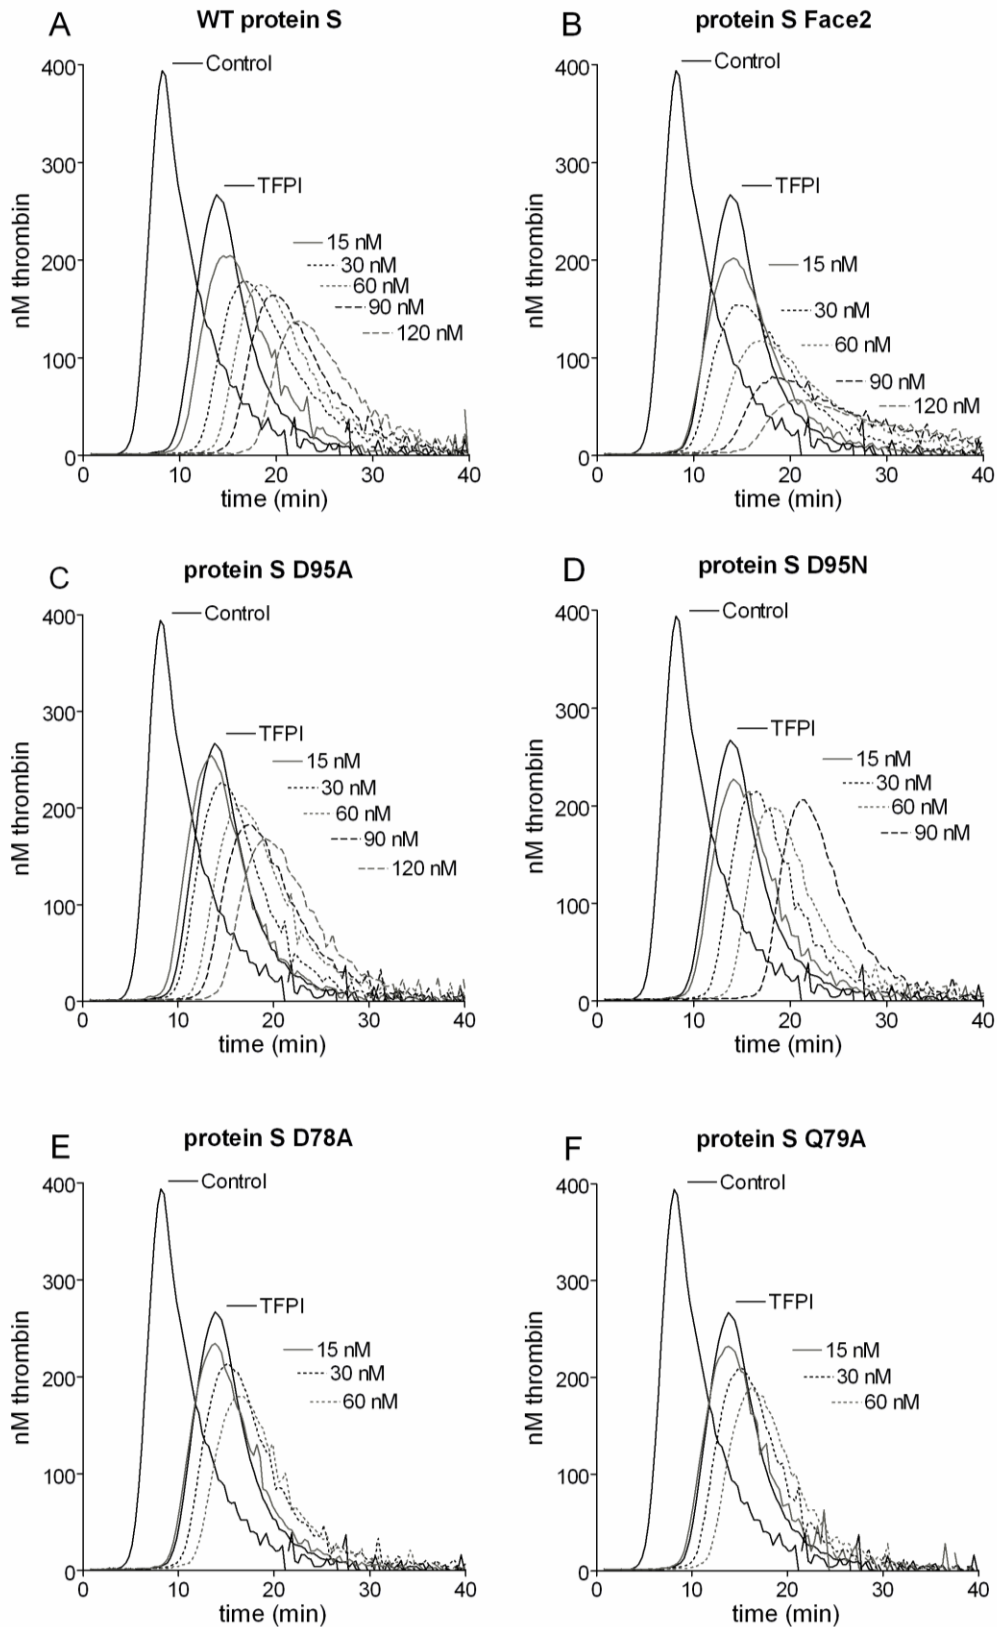 A
WT protein S
400
300
200
100
0
nM thrombin
Control
TFPI
15 nM
30 nM
60 nM
90 nM
120 nM
0 10 20 30 40
time (min)
B
protein S Face2
400
300
200
100
0
nM thrombin
Control
TFPI
15 nM
30 nM
60 nM
90 nM
120 nM
0 10 20 30 40
time (min)
C
protein S D95A
400
300
200
100
0
nM thrombin
Control
TFPI
15 nM
30 nM
60 nM
90 nM
120 nM
0 10 20 30 40
time (min)
D
protein S D95N
400
300
200
100
0
nM thrombin
Control
TFPI
15 nM
30 nM
60 nM
90 nM
0 10 20 30 40
time (min)
E
protein S D78A
400
300
200
100
0
nM thrombin
Control
TFPI
15 nM
30 nM
60 nM
0 10 20 30 40
time (min)
F
protein S Q79A
400
300
200
100
0
nM thrombin
Control
TFPI
15 nM
30 nM
60 nM
0 10 20 30 40
time (min)